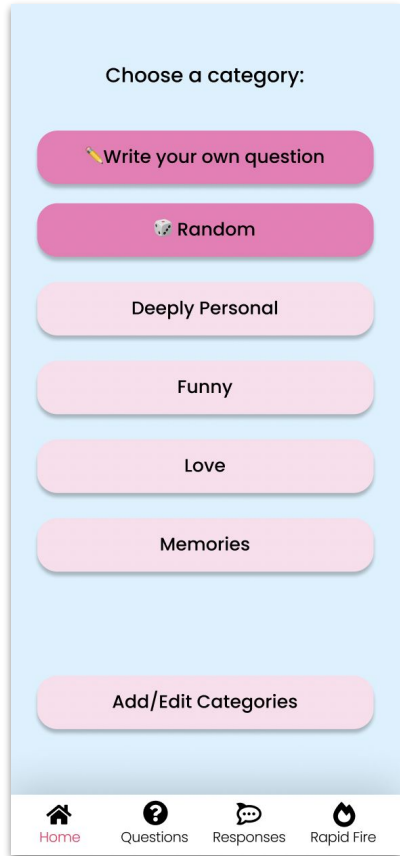 Choose a category:
✏️Write your own question
🎲 Random
Deeply Personal
Funny
Love
Memories
Add/Edit Categories
Home Questions Responses Rapid Fire